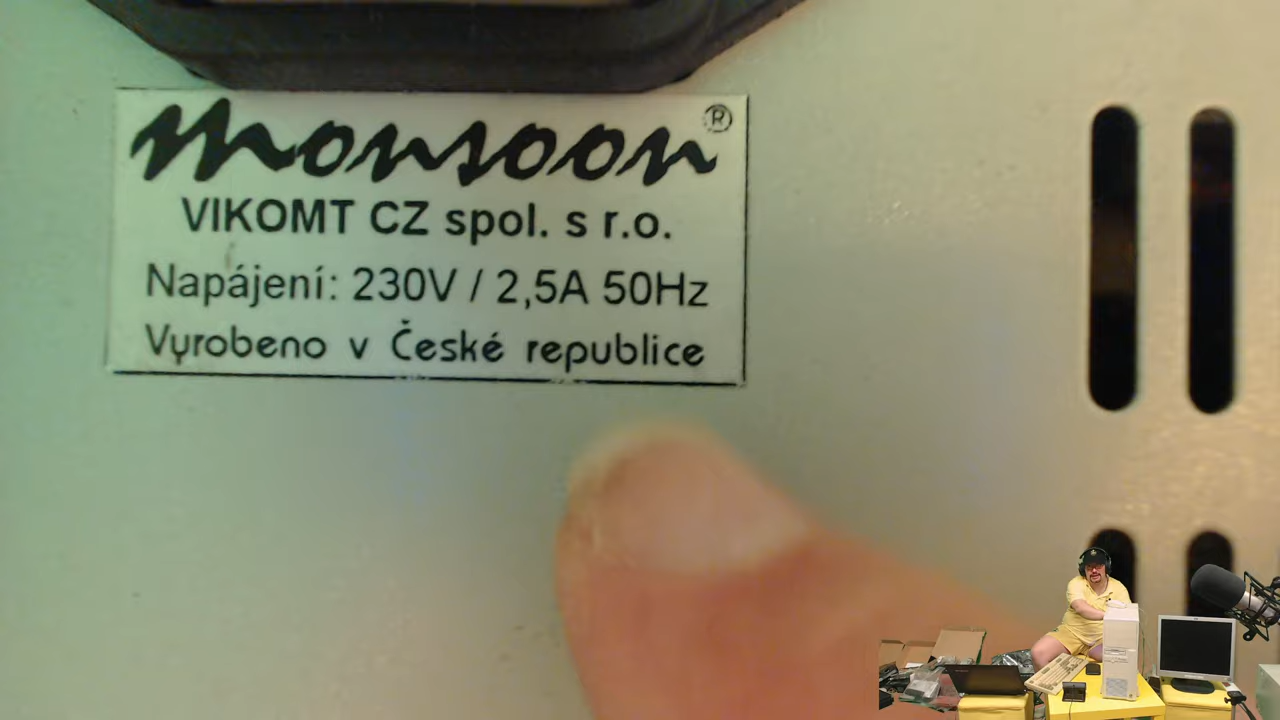 monsoon ®
VIKOMT CZ spol. s r.o.
Napájení: 230V / 2,5A 50Hz
Vyrobeno v České republice